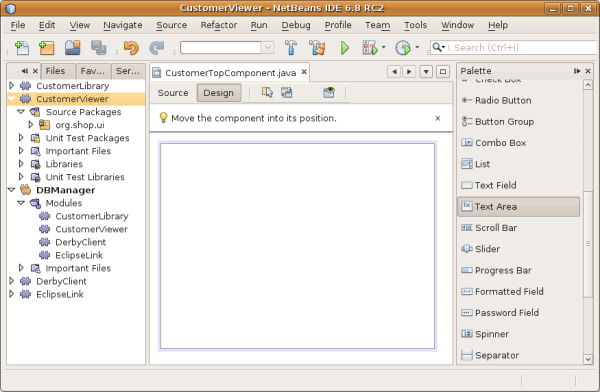 CustomerViewer - NetBeans IDE 6.8 RC2
File Edit View Navigate Source Refactor Run Debug Profile Team Tools Window Help
Search (Ctrl+I)
Files Fav... Ser...
CustomerLibrary
CustomerViewer
Source Packages
org.shop.ui
Unit Test Packages
Important Files
Libraries
Unit Test Libraries
DBManager
Modules
CustomerLibrary
CustomerViewer
DerbyClient
EclipseLink
Important Files
DerbyClient
EclipseLink
CustomerTopComponent.java
Source Design
Move the component into its position.
Palette
Check Box
Radio Button
Button Group
Combo Box
List
Text Field
Text Area
Scroll Bar
Slider
Progress Bar
Formatted Field
Password Field
Spinner
Separator